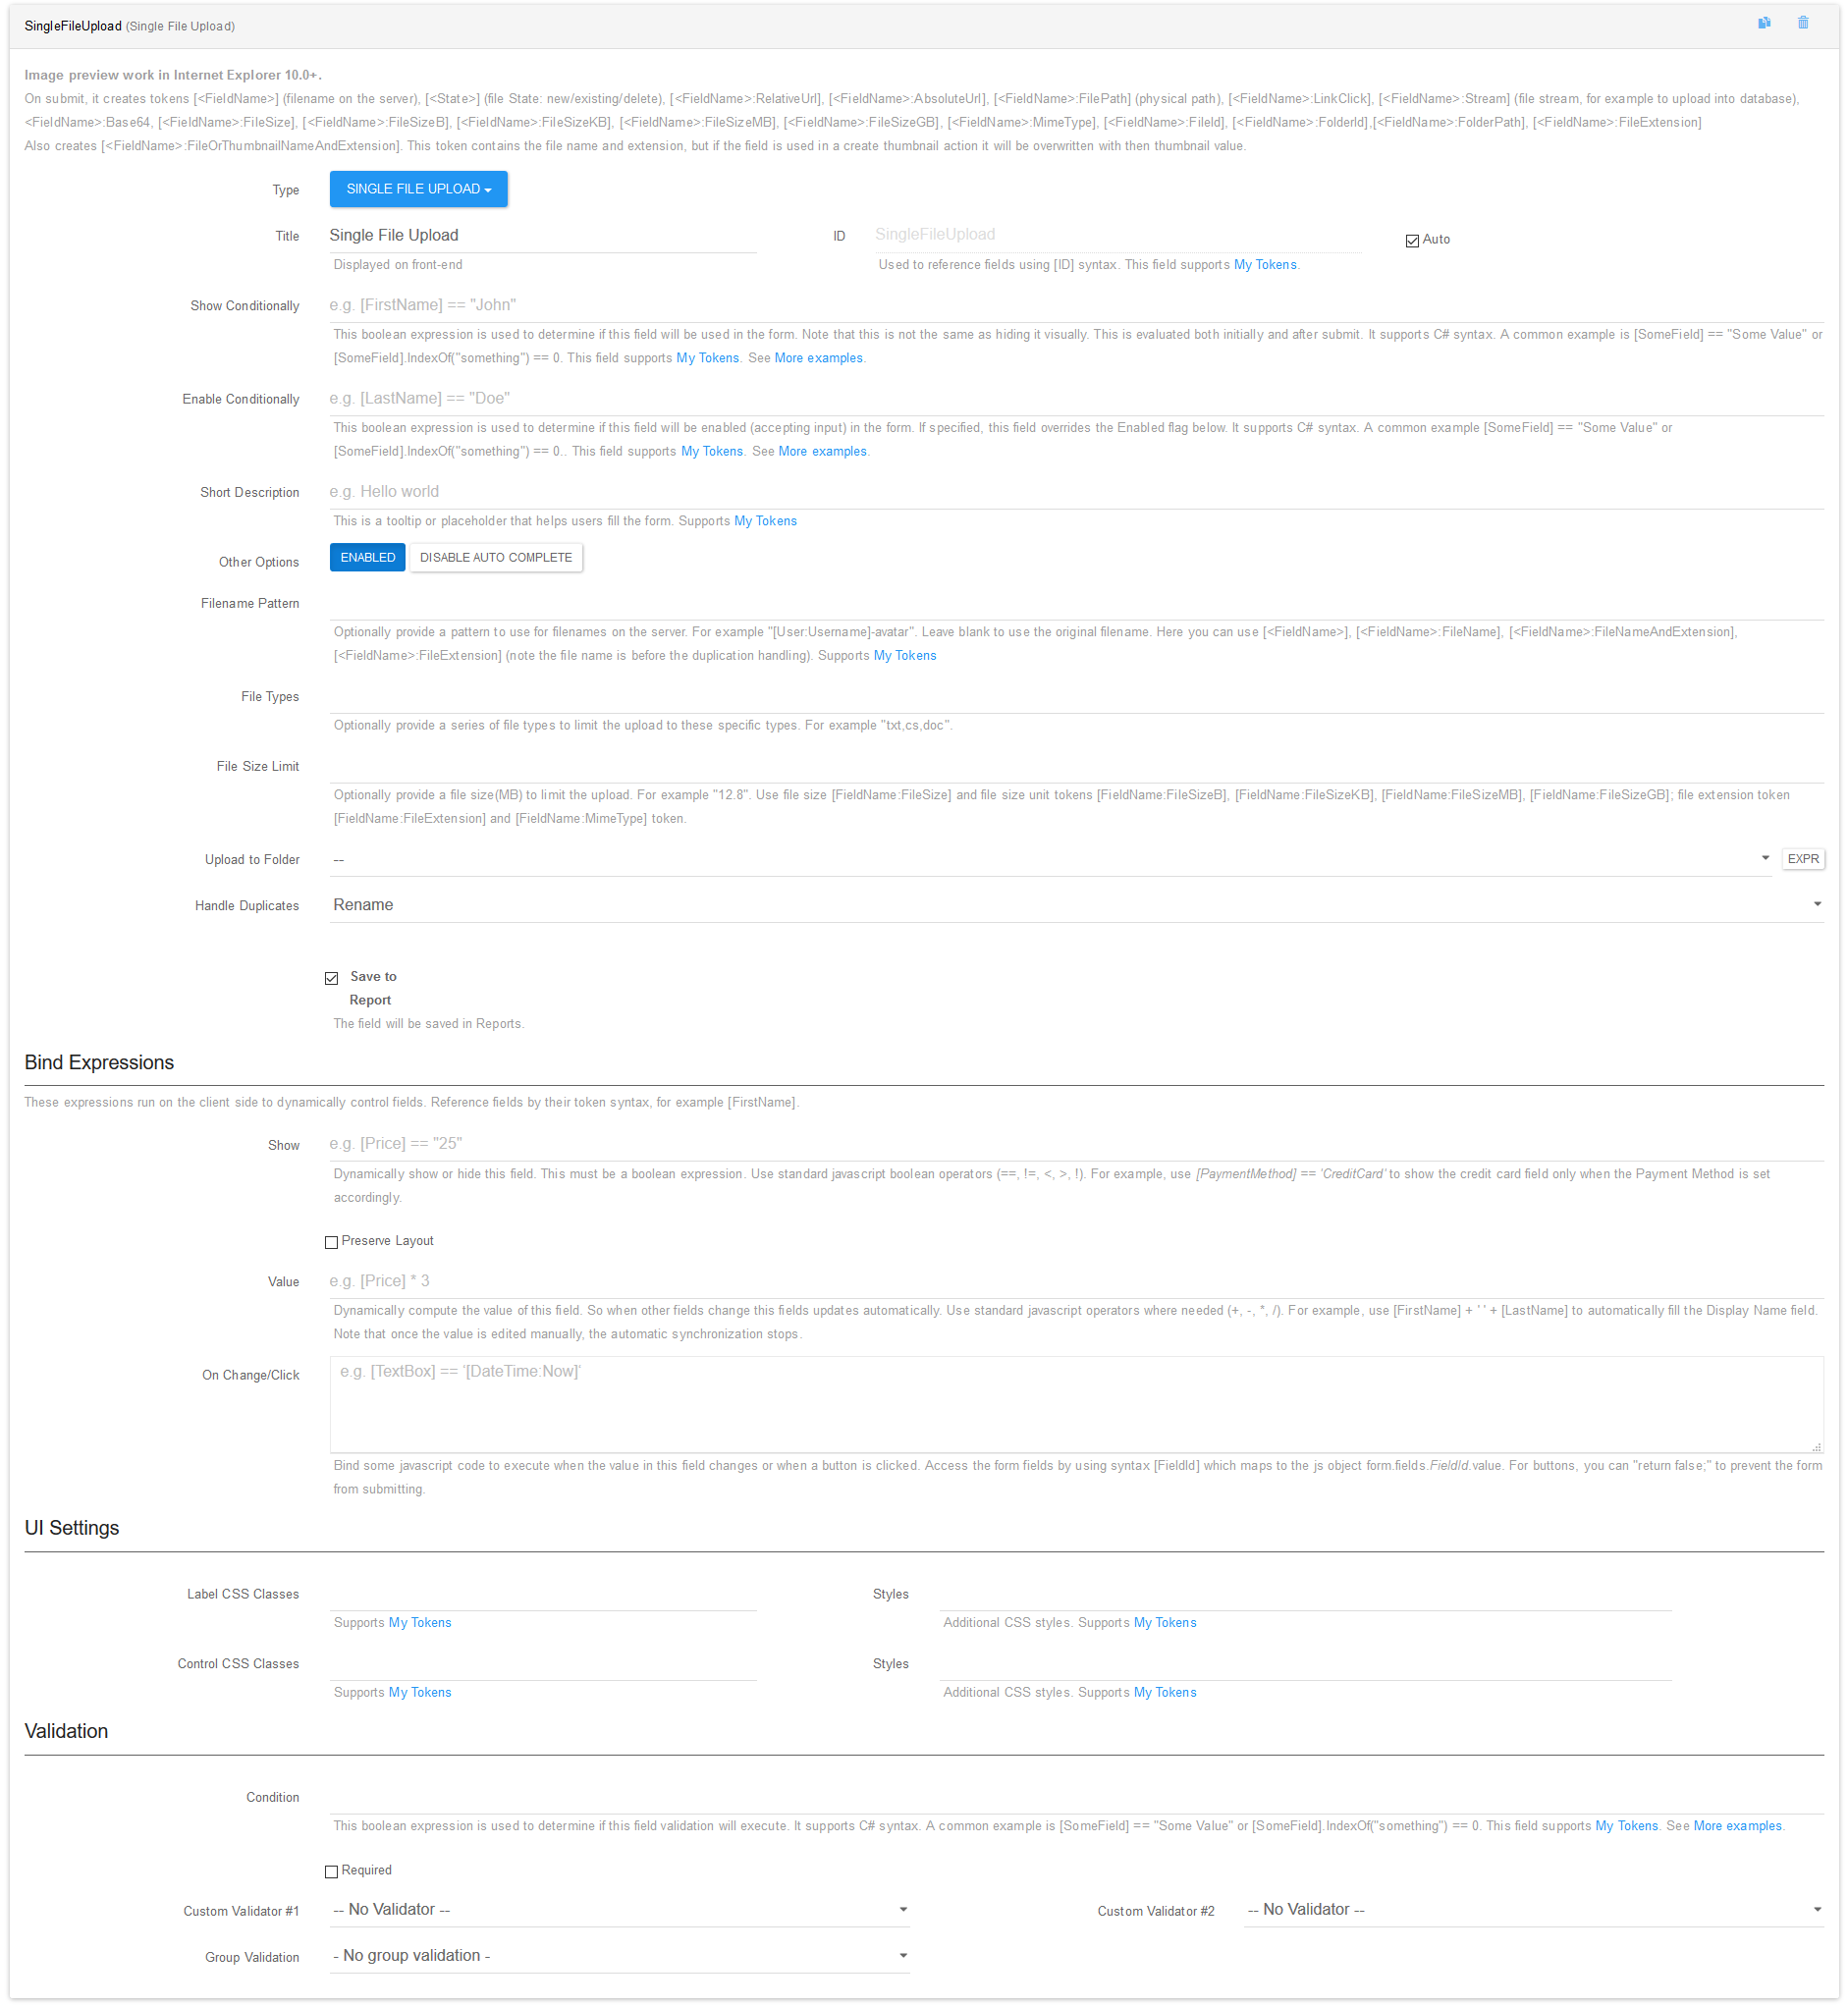 SingleFileUpload (Single File Upload)
Image preview work in Internet Explorer 10.0+.
On submit, it creates tokens [<FieldName>] (filename on the server), [<State>] (file State: new/existing/delete), [<FieldName>:RelativeUrl], [<FieldName>:AbsoluteUrl], [<FieldName>:FilePath] (physical path), [<FieldName>:LinkClick], [<FieldName>:Stream] (file stream, for example to upload into database),
<FieldName>:Base64, [<FieldName>:FileSize], [<FieldName>:FileSizeB], [<FieldName>:FileSizeKB], [<FieldName>:FileSizeMB], [<FieldName>:FileSizeGB], [<FieldName>:MimeType], [<FieldName>:FileId], [<FieldName>:FolderId],[<FieldName>:FolderPath], [<FieldName>:FileExtension]
Also creates [<FieldName>:FileOrThumbnailNameAndExtension]. This token contains the file name and extension, but if the field is used in a create thumbnail action it will be overwritten with then thumbnail value.
Type SINGLE FILE UPLOAD
Title Single File Upload ID SingleFileUpload Auto
Displayed on front-end Used to reference fields using [ID] syntax. This field supports My Tokens.
Show Conditionally e.g. [FirstName] == "John"
This boolean expression is used to determine if this field will be used in the form. Note that this is not the same as hiding it visually. This is evaluated both initially and after submit. It supports C# syntax. A common example is [SomeField] == "Some Value" or
[SomeField].IndexOf("something") == 0. This field supports My Tokens. See More examples.
Enable Conditionally e.g. [LastName] == "Doe"
This boolean expression is used to determine if this field will be enabled (accepting input) in the form. If specified, this field overrides the Enabled flag below. It supports C# syntax. A common example [SomeField] == "Some Value" or
[SomeField].IndexOf("something") == 0.. This field supports My Tokens. See More examples.
Short Description e.g. Hello world
This is a tooltip or placeholder that helps users fill the form. Supports My Tokens
Other Options ENABLED DISABLE AUTO COMPLETE
Filename Pattern
Optionally provide a pattern to use for filenames on the server. For example "[User:Username]-avatar". Leave blank to use the original filename. Here you can use [<FieldName>], [<FieldName>:FileName], [<FieldName>:FileNameAndExtension],
[<FieldName>:FileExtension] (note the file name is before the duplication handling). Supports My Tokens
File Types
Optionally provide a series of file types to limit the upload to these specific types. For example "txt,cs,doc".
File Size Limit
Optionally provide a file size(MB) to limit the upload. For example "12.8". Use file size [FieldName:FileSize] and file size unit tokens [FieldName:FileSizeB], [FieldName:FileSizeKB], [FieldName:FileSizeMB], [FieldName:FileSizeGB]; file extension token
[FieldName:FileExtension] and [FieldName:MimeType] token.
Upload to Folder -- EXPR
Handle Duplicates Rename
Save to
Report
The field will be saved in Reports.
Bind Expressions
These expressions run on the client side to dynamically control fields. Reference fields by their token syntax, for example [FirstName].
Show e.g. [Price] == "25"
Dynamically show or hide this field. This must be a boolean expression. Use standard javascript boolean operators (==, !=, <, >, !). For example, use [PaymentMethod] == 'CreditCard' to show the credit card field only when the Payment Method is set
accordingly.
Preserve Layout
Value e.g. [Price] * 3
Dynamically compute the value of this field. So when other fields change this fields updates automatically. Use standard javascript operators where needed (+, -, *, /). For example, use [FirstName] + ' ' + [LastName] to automatically fill the Display Name field.
Note that once the value is edited manually, the automatic synchronization stops.
On Change/Click e.g. [TextBox] == '[DateTime:Now]'
Bind some javascript code to execute when the value in this field changes or when a button is clicked. Access the form fields by using syntax [FieldId] which maps to the js object form.fields.FieldId.value. For buttons, you can "return false;" to prevent the form
from submitting.
UI Settings
Label CSS Classes Styles
Supports My Tokens Additional CSS styles. Supports My Tokens
Control CSS Classes Styles
Supports My Tokens Additional CSS styles. Supports My Tokens
Validation
Condition
This boolean expression is used to determine if this field validation will execute. It supports C# syntax. A common example is [SomeField] == "Some Value" or [SomeField].IndexOf("something") == 0. This field supports My Tokens. See More examples.
Required
Custom Validator #1 -- No Validator -- Custom Validator #2 -- No Validator --
Group Validation - No group validation -